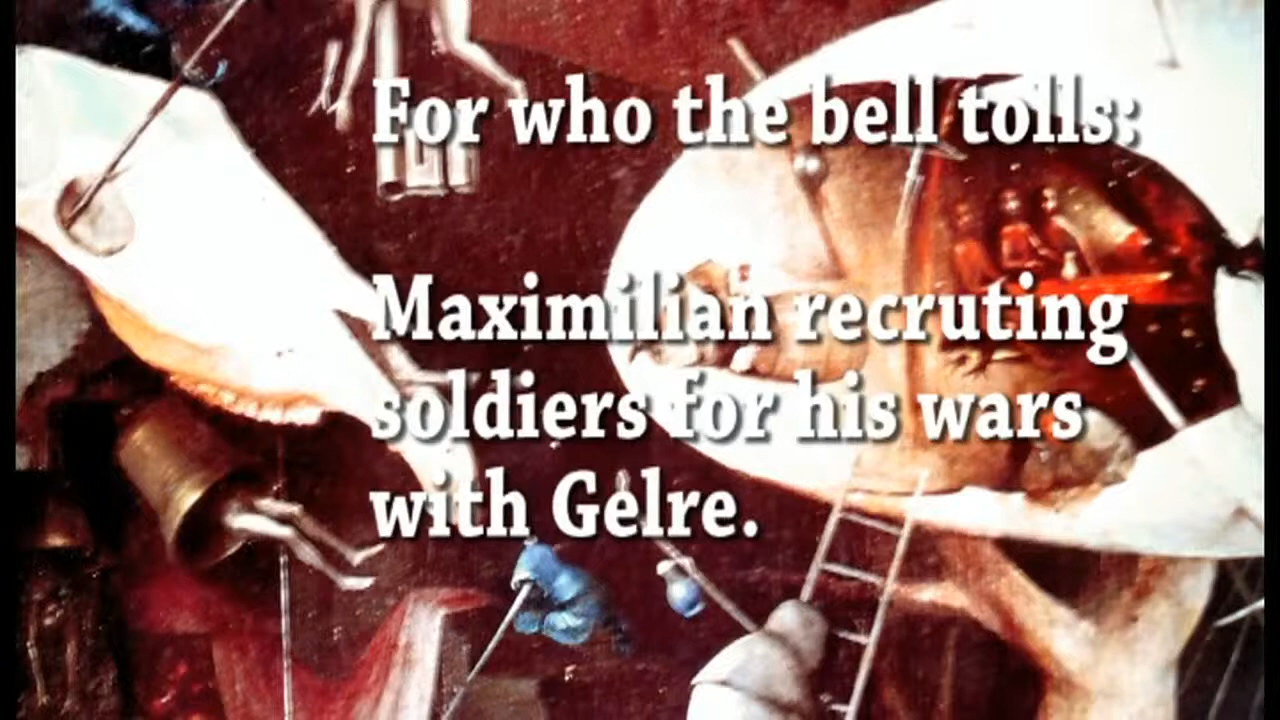 For who the bell tolls:
Maximilian recruting
soldiers for his wars
with Gelre.